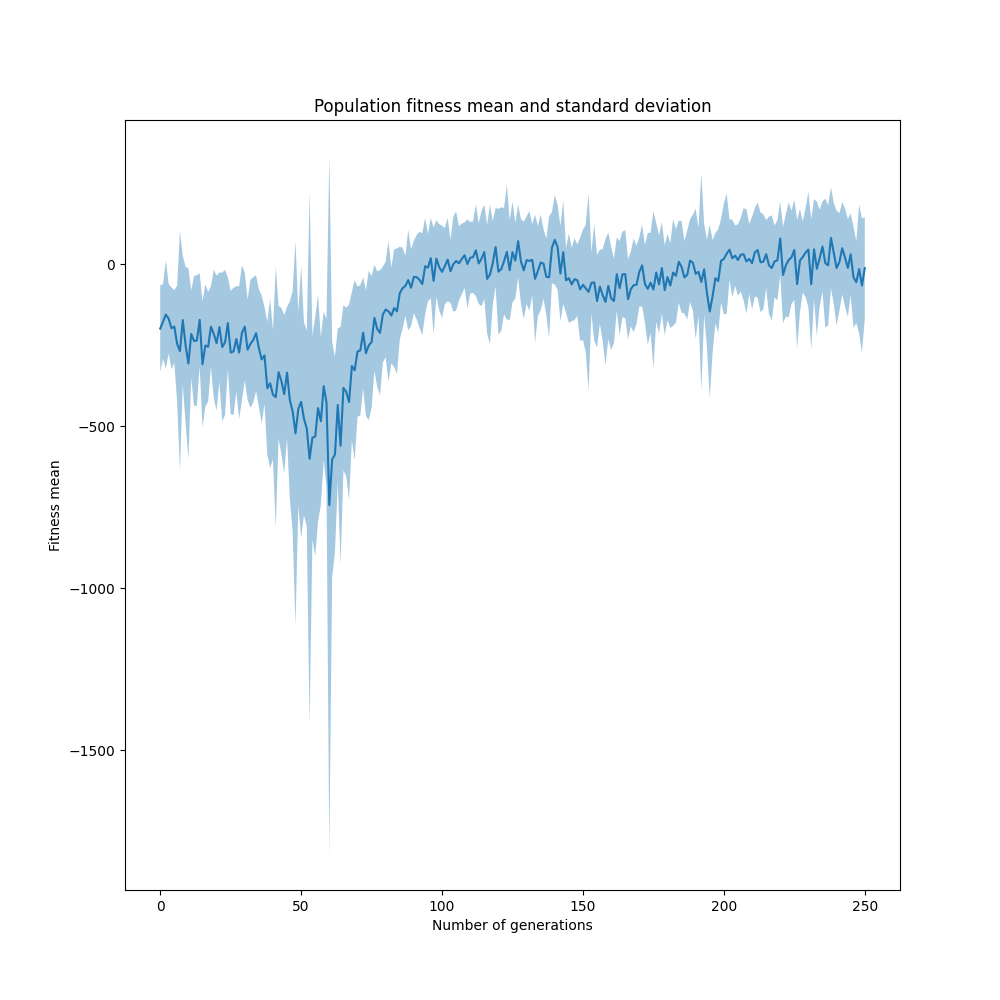 Population fitness mean and standard deviation
0
−500
−1000
−1500
Fitness mean
0 50 100 150 200 250
Number of generations